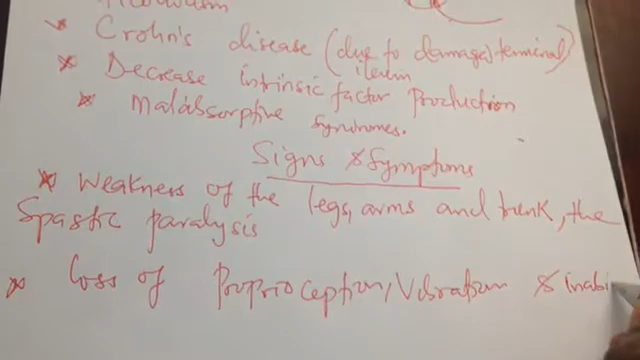 * Crohn's disease (due to damage) terminal)
ileum
* Decrease intrinsic factor Production
* Malabsorptive Syndromes.
Signs & Symptoms
* Weakness of the legs, arms and trunk, the
Spastic paralysis
* Loss of Proprioception/Vibration & inabi